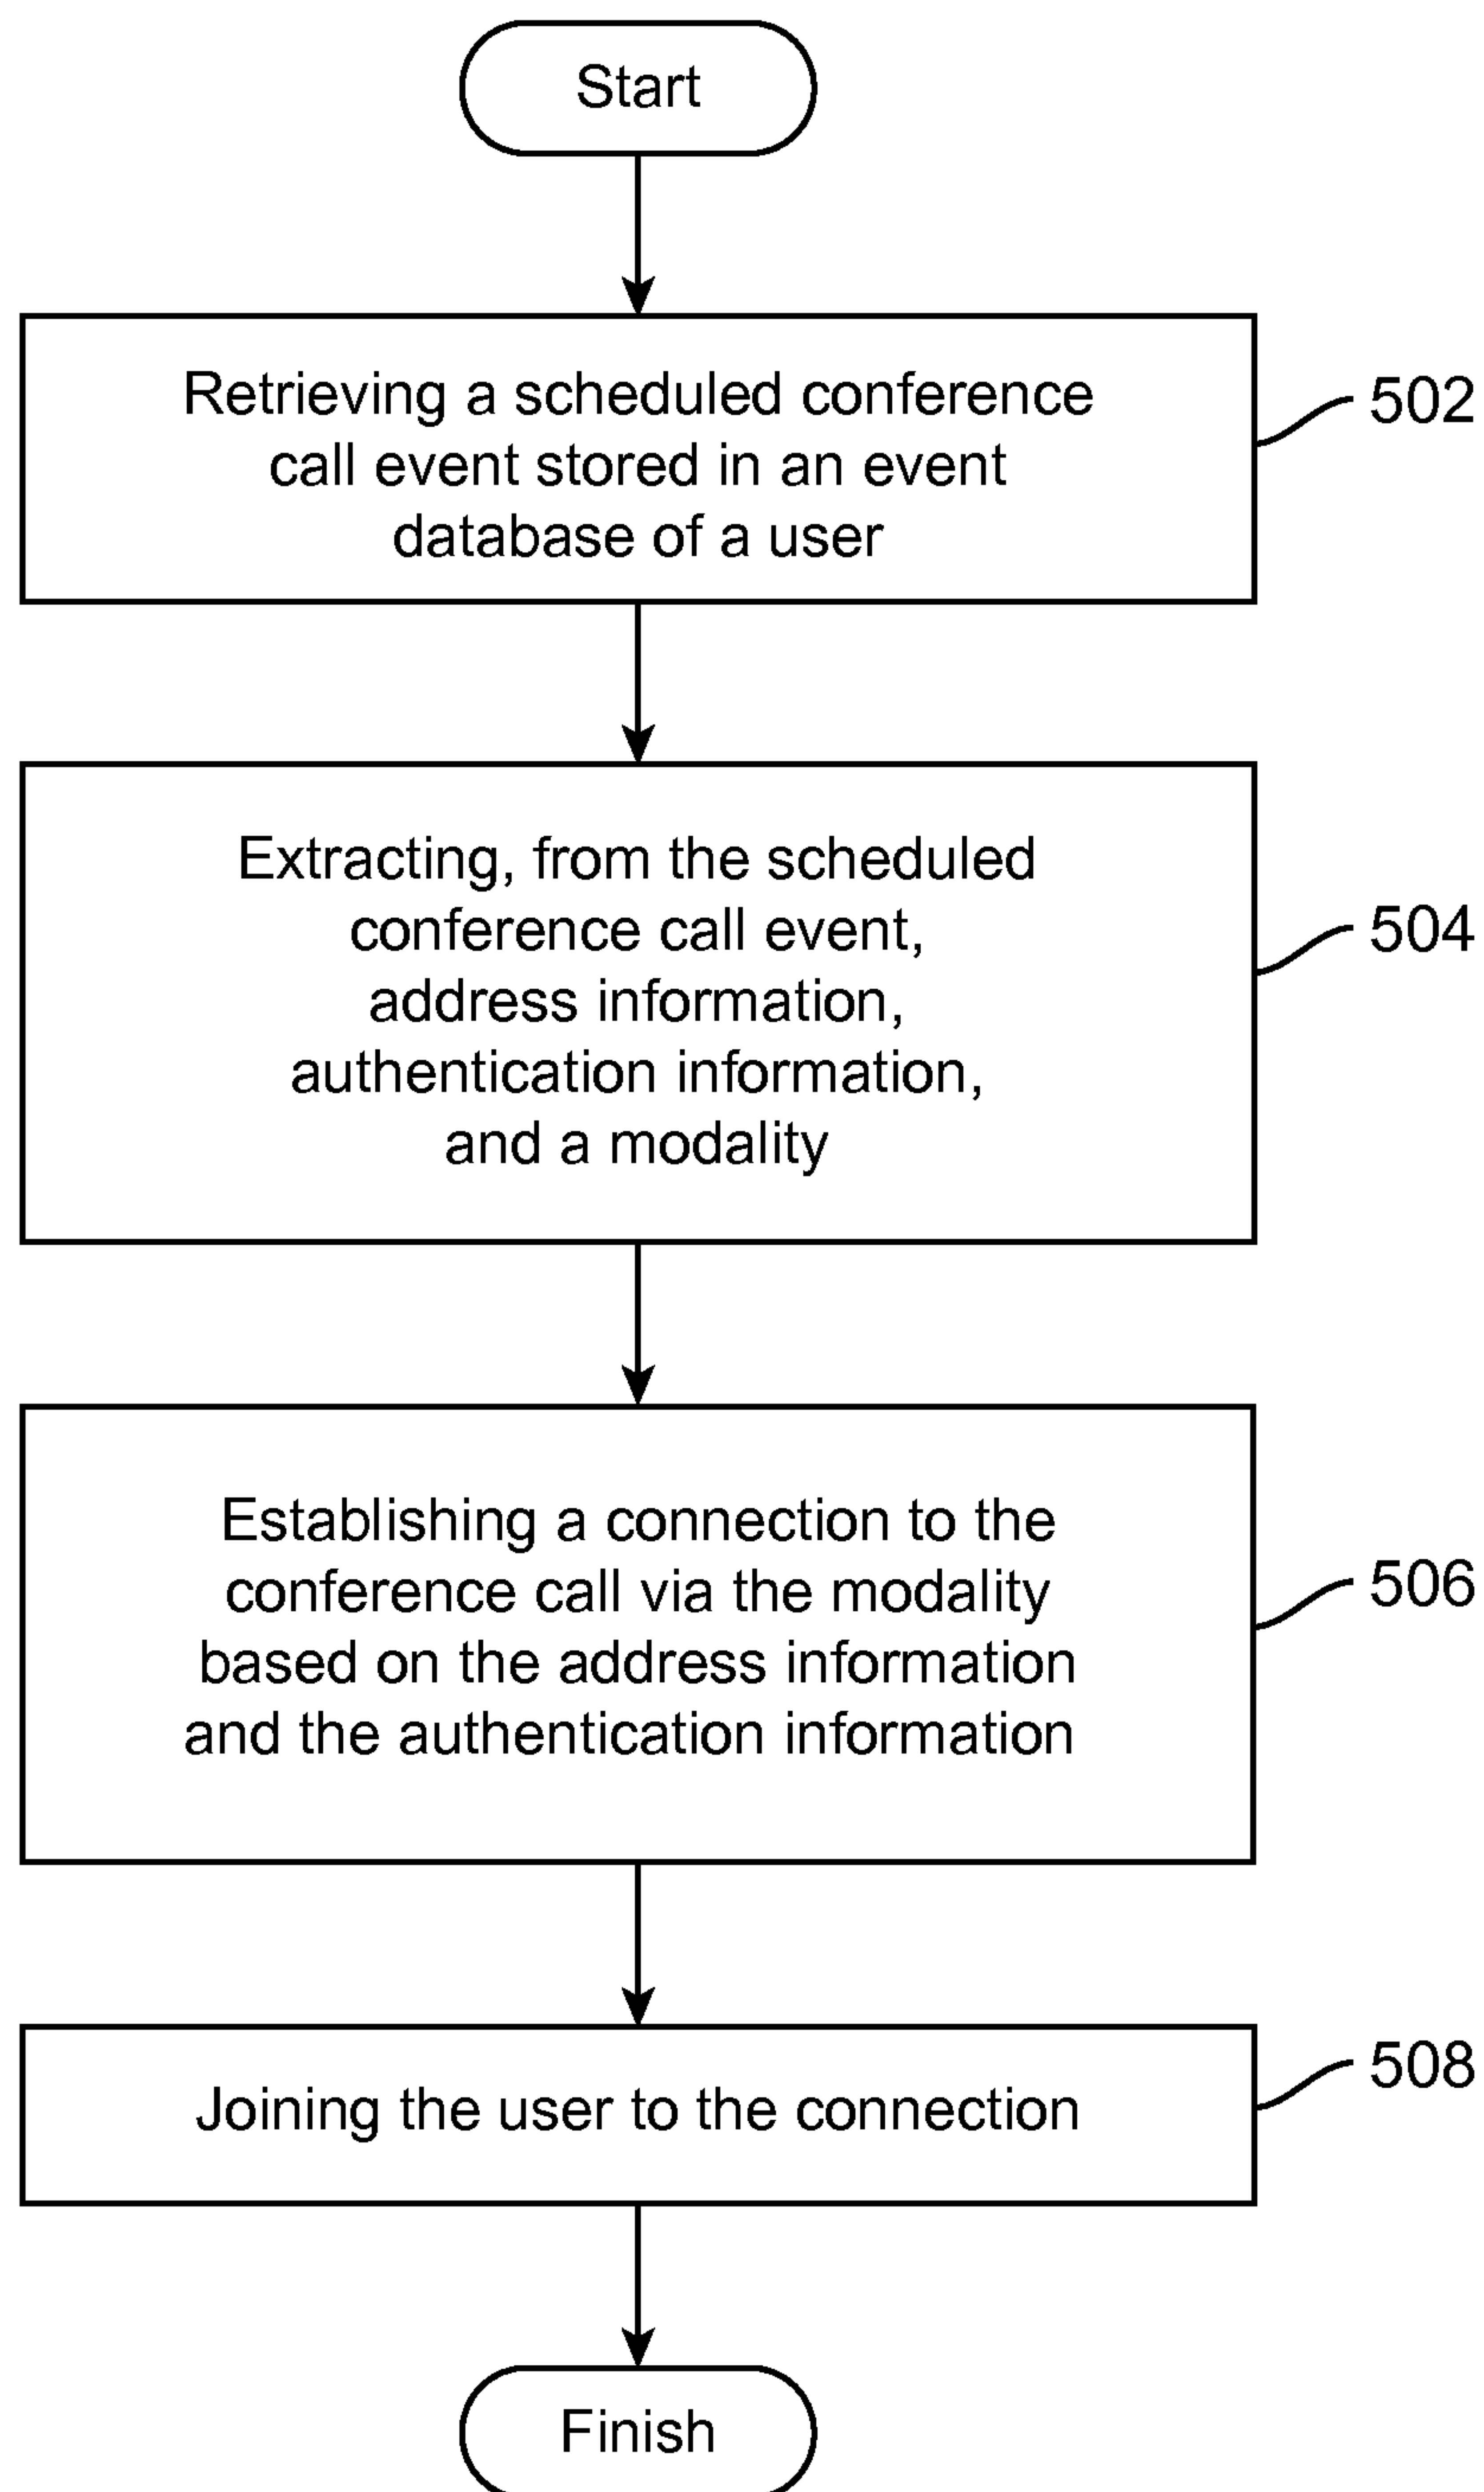 Start
Retrieving a scheduled conference
call event stored in an event
database of a user
502
Extracting, from the scheduled
conference call event,
address information,
authentication information,
and a modality
504
Establishing a connection to the
conference call via the modality
based on the address information
and the authentication information
506
Joining the user to the connection
508
Finish